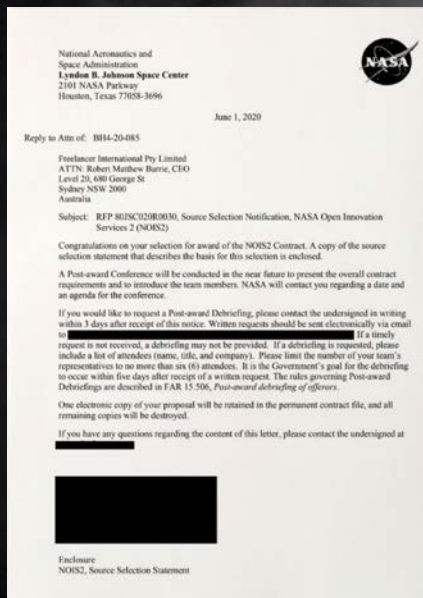 National Aeronautics and
Space Administration
Lyndon B. Johnson Space Center
2101 NASA Parkway
Houston, Texas 77058-3696
NASA
June 1, 2020
Reply to Attn of: BH4-20-085
Freelancer International Pty Limited
ATTN: Robert Matthew Barrie, CEO
Level 20, 680 George St
Sydney NSW 2000
Australia
Subject: RFP 80JSC020R0030, Source Selection Notification, NASA Open Innovation
Services 2 (NOIS2)
Congratulations on your selection for award of the NOIS2 Contract. A copy of the source
selection statement that describes the basis for this selection is enclosed.
A Post-award Conference will be conducted in the near future to present the overall contract
requirements and to introduce the team members. NASA will contact you regarding a date and
an agenda for the conference.
If you would like to request a Post-award Debriefing, please contact the undersigned in writing
within 3 days after receipt of this notice. Written requests should be sent electronically via email
to If a timely
request is not received, a debriefing may not be provided. If a debriefing is requested, please
include a list of attendees (name, title, and company). Please limit the number of your team's
representatives to no more than six (6) attendees. It is the Government's goal for the debriefing
to occur within five days after receipt of a written request. The rules governing Post-award
Debriefings are described in FAR 15.506, Post-award debriefing of offerors.
One electronic copy of your proposal will be retained in the permanent contract file, and all
remaining copies will be destroyed.
If you have any questions regarding the content of this letter, please contact the undersigned at
Enclosure
NOIS2, Source Selection Statement